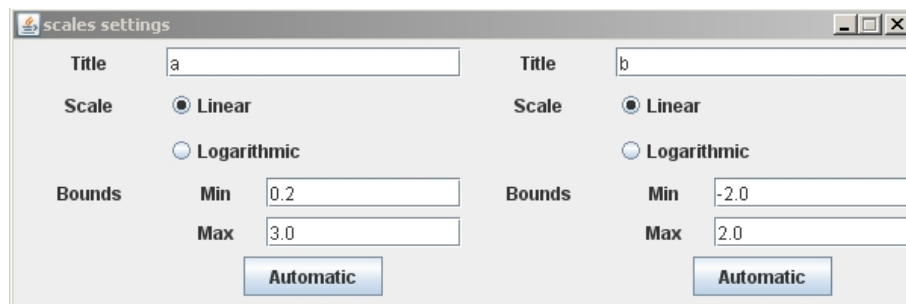 scales settings
Title a Title b
Scale Linear Scale Linear
Logarithmic Logarithmic
Bounds Min 0.2 Bounds Min -2.0
Max 3.0 Max 2.0
Automatic Automatic